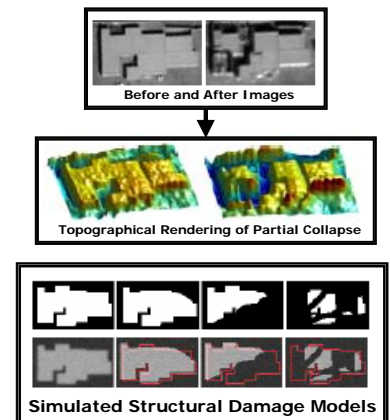 Before and After Images
Topographical Rendering of Partial Collapse
Simulated Structural Damage Models